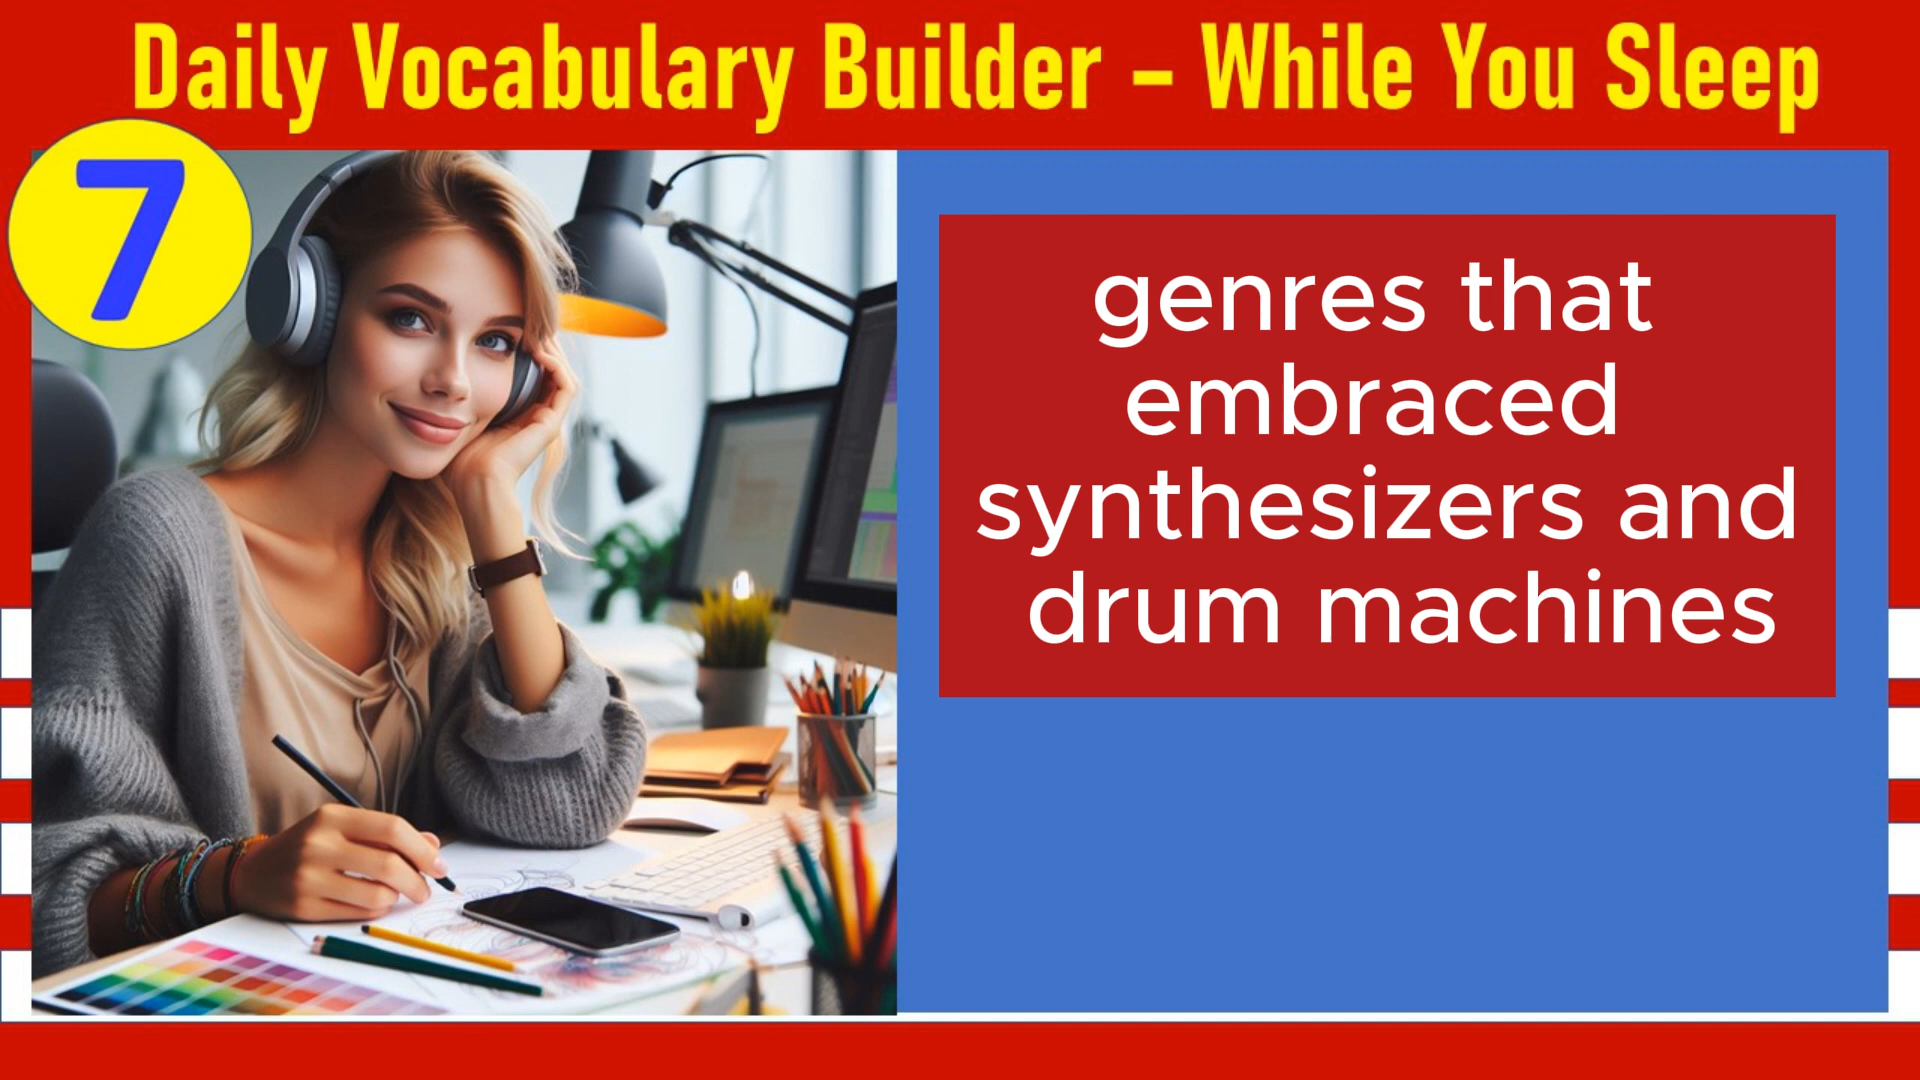 Daily Vocabulary Builder – While You Sleep
7
genres that
embraced
synthesizers and
drum machines